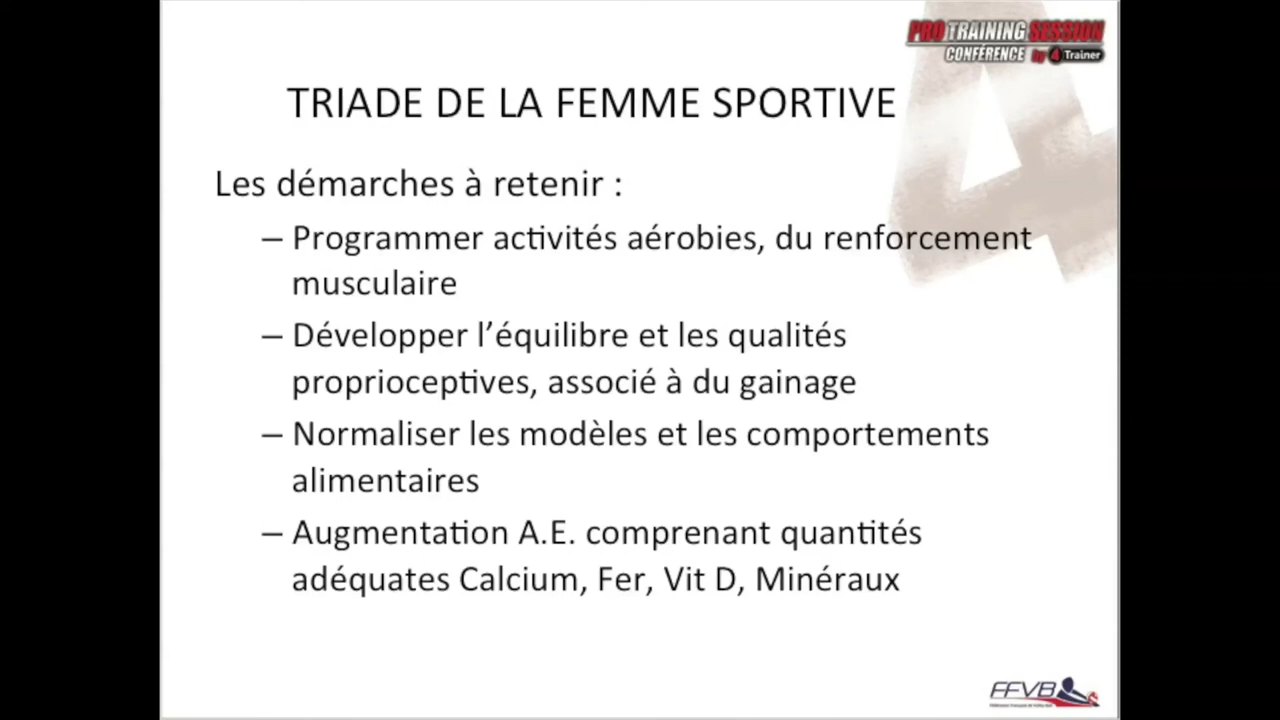 PRO TRAINING SESSION
CONFÉRENCE by 4 Trainer
TRIADE DE LA FEMME SPORTIVE
Les démarches à retenir :
– Programmer activités aérobies, du renforcement
musculaire
– Développer l’équilibre et les qualités
proprioceptives, associé à du gainage
– Normaliser les modèles et les comportements
alimentaires
– Augmentation A.E. comprenant quantités
adéquates Calcium, Fer, Vit D, Minéraux
FFVB